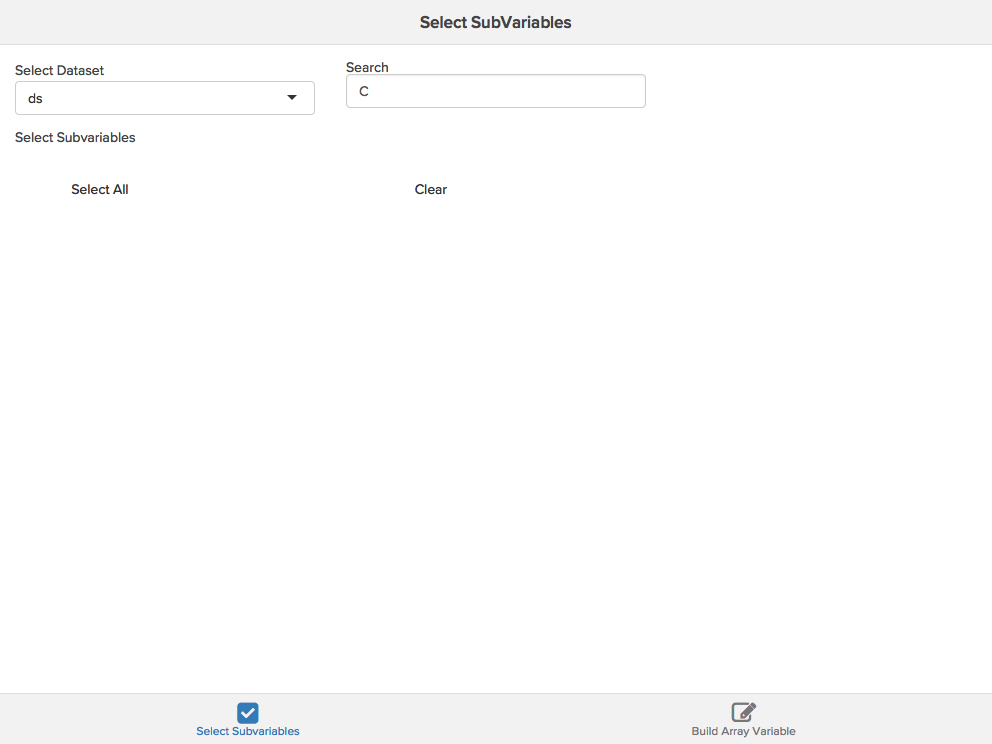 Select SubVariables
Select Dataset
Search
ds
C
Select Subvariables
Select All
Clear
Select Subvariables
Build Array Variable